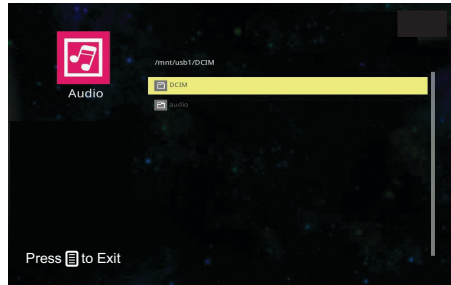 /mnt/usb1/DCIM
DCIM
Audio
audio
Press to Exit